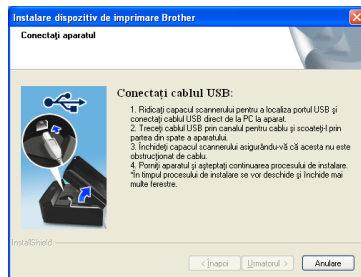 Instalare dispozitiv de imprimare Brother
Conectaţi aparatul
Conectaţi cablul USB:
1. Ridicaţi capacul scannerului pentru a localiza portul USB şi
conectaţi cablul USB direct de la PC la aparat.
2. Treceţi cablul USB prin canalul pentru cablu şi scoateţi-l prin
partea din spate a aparatului.
3. Închideţi capacul scannerului asigurându-vă că acesta nu este
obstrucţionat de cablu.
4. Porniţi aparatul şi aşteptaţi continuarea procesului de instalare.
*În timpul procesului de instalare se vor deschide şi închide mai
multe ferestre.
InstallShield
< Înapoi
Urmatorul >
Anulare